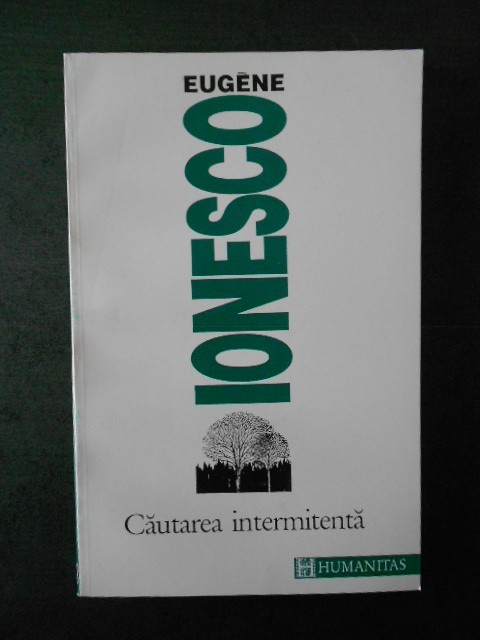 EUGÈNE
IONESCO
Căutarea intermitentă
HUMANITAS